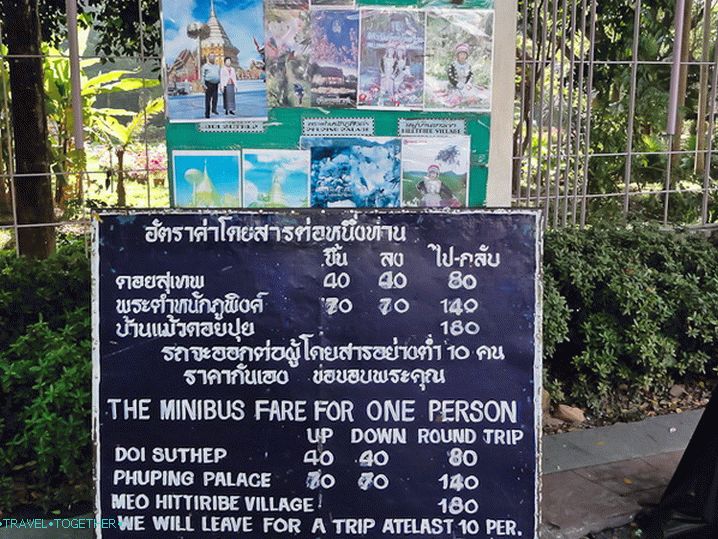 DOI SUTHEP
PHUPING PALACE
HILLTRIBE VILLAGE
อัตราค่าโดยสารต่อหนึ่งท่าน
ขึ้น ลง ไป-กลับ
ดอยสุเทพ 40 40 80
พระตำหนักภูพิงค์ 70 70 140
บ้านแม้วดอยปุย 180
รถจะออกต่อผู้โดยสารอย่างต่ำ 10 คน
ราคากันเอง ขอขอบพระคุณ
THE MINIBUS FARE FOR ONE PERSON
UP DOWN ROUND TRIP
DOI SUTHEP 40 40 80
PHUPING PALACE 70 70 140
MEO HITTIRIBE VILLAGE 180
WE WILL LEAVE FOR A TRIP ATELAST 10 PER.
•TRAVEL•TOGETHER•